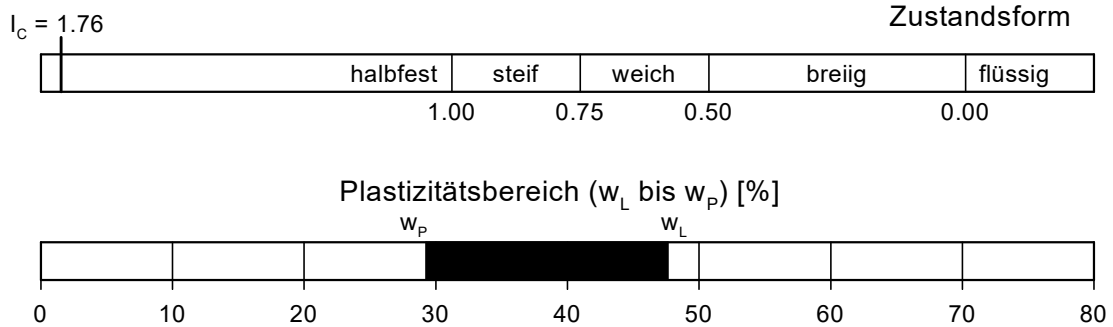 Zustandsform
I_C = 1.76
halbfest steif weich breiig flüssig
1.00 0.75 0.50 0.00
Plastizitätsbereich (w_L bis w_P) [%]
w_P w_L
0 10 20 30 40 50 60 70 80